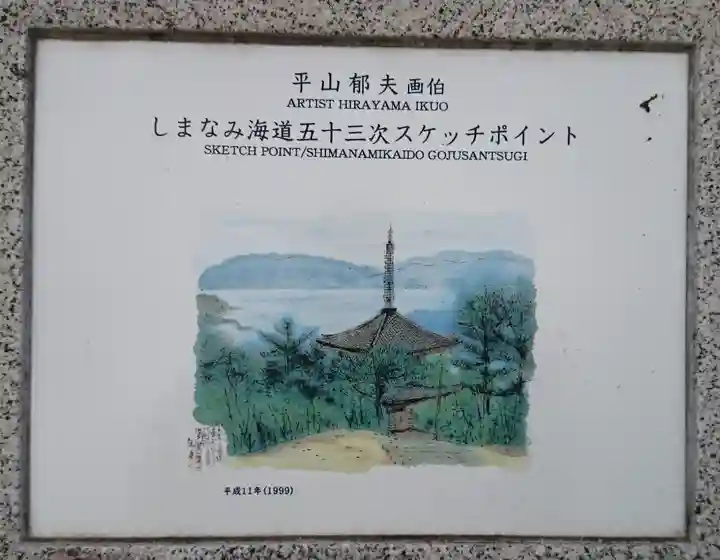 平山郁夫画伯
ARTIST HIRAYAMA IKUO
しまなみ海道五十三次スケッチポイント
SKETCH POINT/SHIMANAMIKAIDO GOJUSANTSUGI
平成11年(1999)